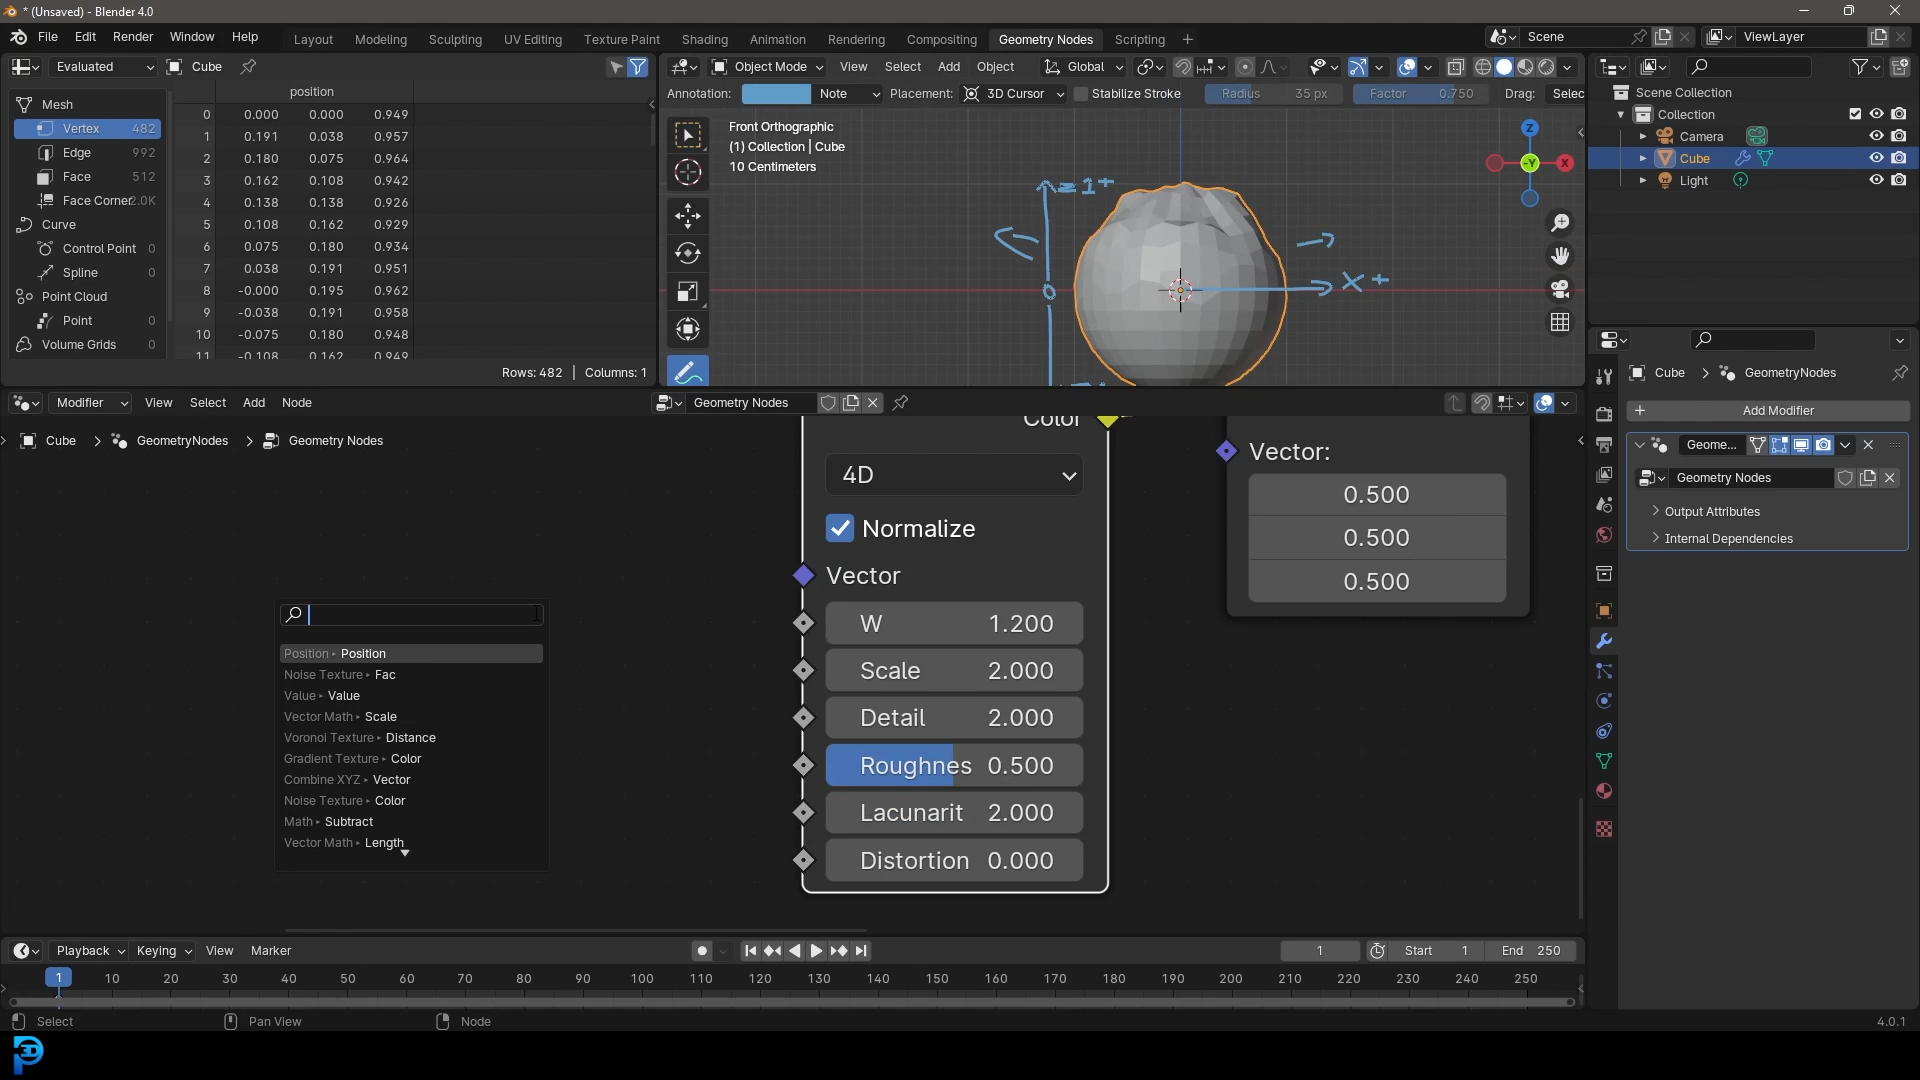 * (Unsaved) - Blender 4.0
File Edit Render Window Help
Layout Modeling Sculpting UV Editing Texture Paint Shading Animation Rendering Compositing Geometry Nodes Scripting +
Scene
ViewLayer
Evaluated
Cube
position
Mesh
Vertex 482
Edge 992
Face 512
Face Corner 2.0K
Curve
Control Point 0
Spline 0
Point Cloud
Point 0
Volume Grids 0
0 0.000 0.000 0.949
1 0.191 0.038 0.957
2 0.180 0.075 0.964
3 0.162 0.108 0.942
4 0.138 0.138 0.926
5 0.108 0.162 0.929
6 0.075 0.180 0.934
7 0.038 0.191 0.951
8 -0.000 0.195 0.962
9 -0.038 0.191 0.958
10 -0.075 0.180 0.948
11 -0.108 0.162 0.949
Rows: 482 | Columns: 1
Object Mode View Select Add Object Global
Annotation: Note Placement: 3D Cursor Stabilize Stroke Radius 35 px Factor 0.750 Drag: Selec
Front Orthographic
(1) Collection | Cube
10 Centimeters
=1+
0
X +
Z
-Y
X
Scene Collection
Collection
Camera
Cube
Light
Cube > GeometryNodes
Add Modifier
Geome...
Geometry Nodes
Output Attributes
Internal Dependencies
Modifier View Select Add Node
Geometry Nodes
Cube > GeometryNodes > Geometry Nodes
Color
4D
Normalize
Vector
W 1.200
Scale 2.000
Detail 2.000
Roughnes 0.500
Lacunarit 2.000
Distortion 0.000
Vector:
0.500
0.500
0.500
Position ▸ Position
Noise Texture ▸ Fac
Value ▸ Value
Vector Math ▸ Scale
Voronoi Texture ▸ Distance
Gradient Texture ▸ Color
Combine XYZ ▸ Vector
Noise Texture ▸ Color
Math ▸ Subtract
Vector Math ▸ Length
Playback Keying View Marker
1 Start 1 End 250
1 10 20 30 40 50 60 70 80 90 100 110 120 130 140 150 160 170 180 190 200 210 220 230 240 250
Select Pan View Node
4.0.1